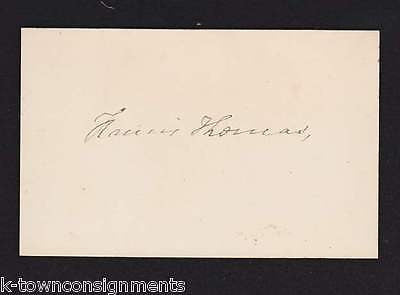 Francis Thomas,
k-townconsignments